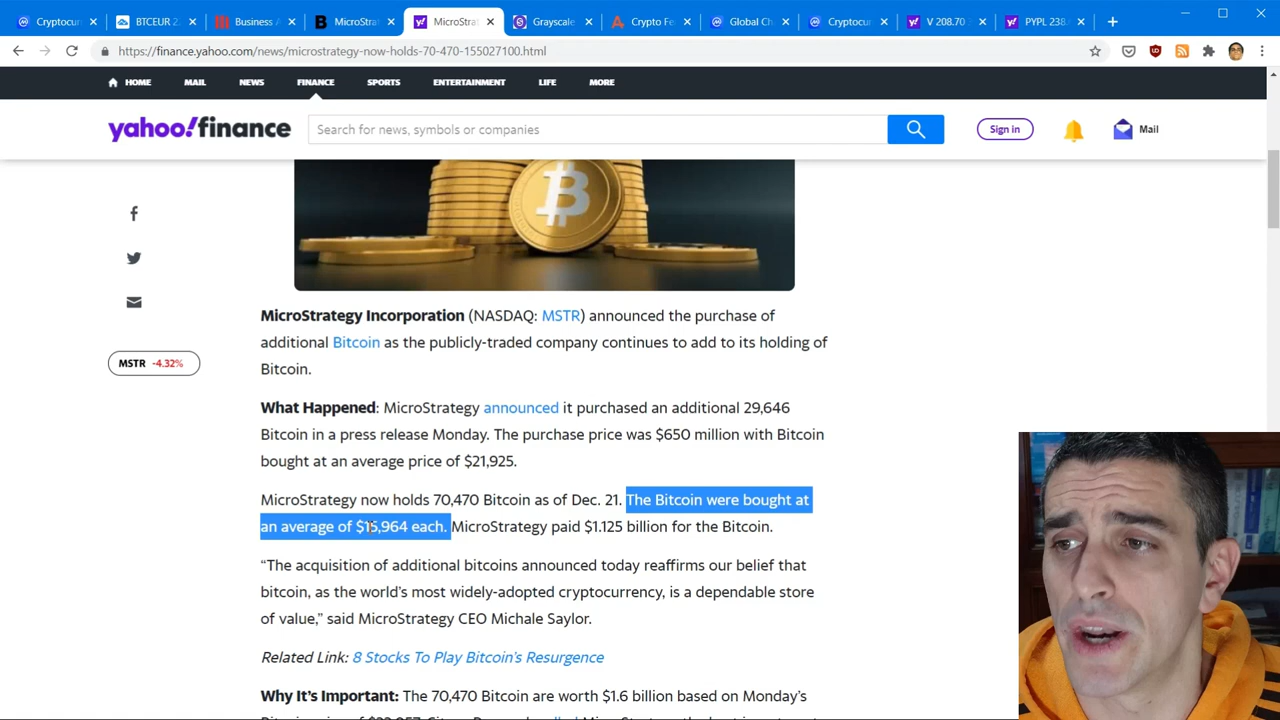 Cryptocur
BTCEUR 2
Business A
MicroStrat
MicroStra
Grayscale
Crypto Fe
Global Ch
Cryptocur
V 208.70
PYPL 238.
https://finance.yahoo.com/news/microstrategy-now-holds-70-470-155027100.html
HOME MAIL NEWS FINANCE SPORTS ENTERTAINMENT LIFE MORE
yahoo!finance
Search for news, symbols or companies
Sign in
Mail
MSTR -4.32%
MicroStrategy Incorporation (NASDAQ: MSTR) announced the purchase of
additional Bitcoin as the publicly-traded company continues to add to its holding of
Bitcoin.
What Happened: MicroStrategy announced it purchased an additional 29,646
Bitcoin in a press release Monday. The purchase price was $650 million with Bitcoin
bought at an average price of $21,925.
MicroStrategy now holds 70,470 Bitcoin as of Dec. 21. The Bitcoin were bought at
an average of $15,964 each. MicroStrategy paid $1.125 billion for the Bitcoin.
“The acquisition of additional bitcoins announced today reaffirms our belief that
bitcoin, as the world’s most widely-adopted cryptocurrency, is a dependable store
of value,” said MicroStrategy CEO Michale Saylor.
Related Link: 8 Stocks To Play Bitcoin’s Resurgence
Why It’s Important: The 70,470 Bitcoin are worth $1.6 billion based on Monday’s